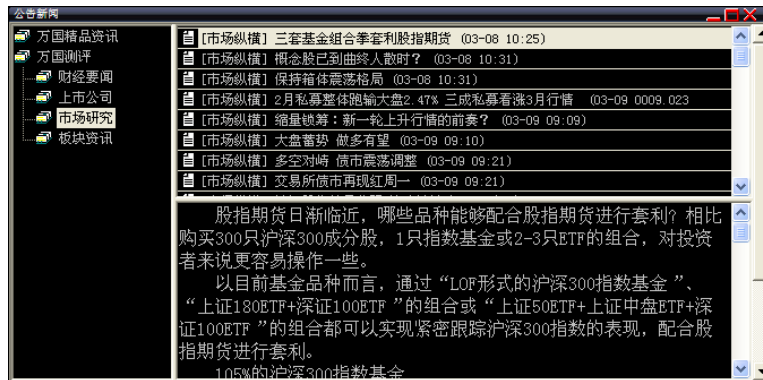 公告新闻
万国精品资讯
万国测评
财经要闻
上市公司
市场研究
板块资讯
[市场纵横] 三套基金组合拳套利股指期货 (03-08 10:25)
[市场纵横] 概念股已到曲终人散时? (03-08 10:31)
[市场纵横] 保持箱体震荡格局 (03-08 10:31)
[市场纵横] 2月私募整体跑输大盘2.47% 三成私募看涨3月行情 (03-09 0009.023
[市场纵横] 缩量锁筹：新一轮上升行情的前奏? (03-09 09:09)
[市场纵横] 大盘蓄势 做多有望 (03-09 09:10)
[市场纵横] 多空对峙 债市震荡调整 (03-09 09:21)
[市场纵横] 交易所债市再现红周一 (03-09 09:21)
股指期货日渐临近，哪些品种能够配合股指期货进行套利? 相比
购买300只沪深300成分股，1只指数基金或2-3只ETF的组合，对投资
者来说更容易操作一些。
以目前基金品种而言，通过“LOF形式的沪深300指数基金 ”、
“上证180ETF+深证100ETF ”的组合或“上证50ETF+上证中盘ETF+深
证100ETF ”的组合都可以实现紧密跟踪沪深300指数的表现，配合股
指期货进行套利。
105%的沪深300指数基金